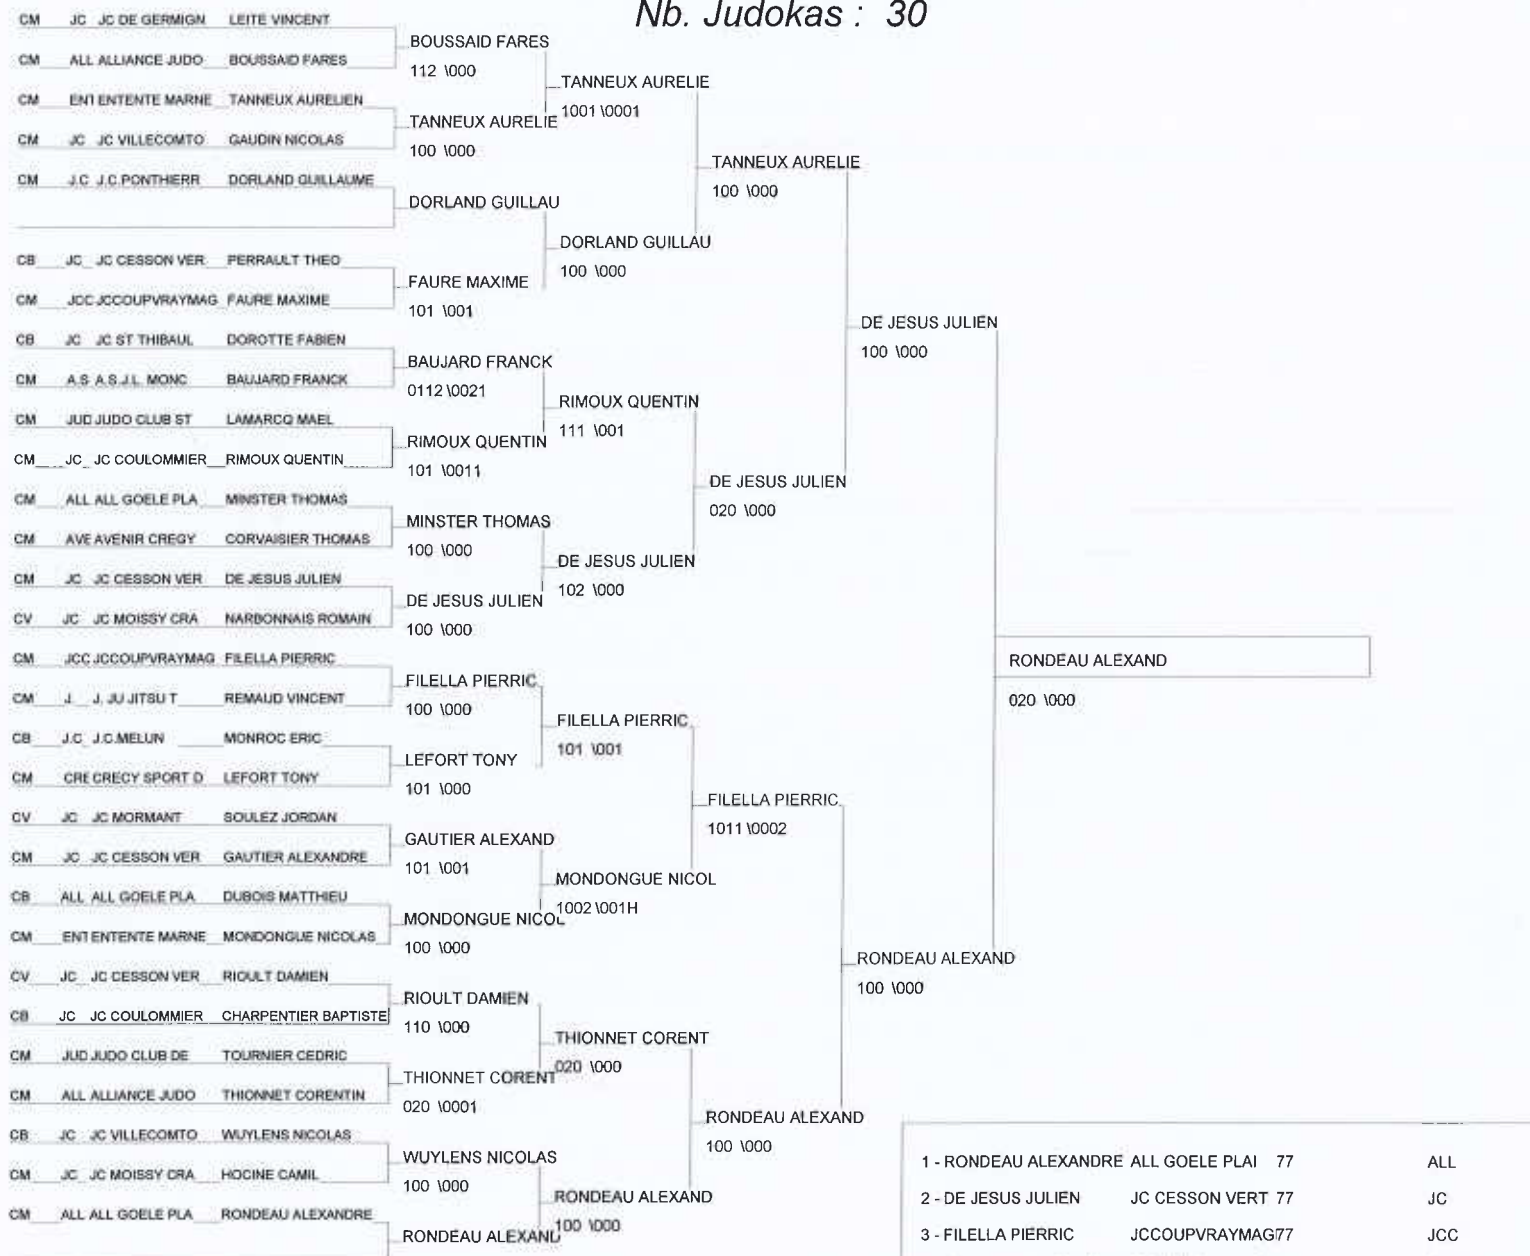 Nb. Judokas : 30
CM JC JC DE GERMIGN LEITE VINCENT
BOUSSAID FARES
CM ALL ALLIANCE JUDO BOUSSAID FARES
112 \000
TANNEUX AURELIE
CM ENT ENTENTE MARNE TANNEUX AURELIEN
1001 \0001
TANNEUX AURELIE
CM JC JC VILLECOMTO GAUDIN NICOLAS
100 \000
TANNEUX AURELIE
CM J.C J.C.PONTHIERR DORLAND GUILLAUME
100 \000
DORLAND GUILLAU
DORLAND GUILLAU
CB JC JC CESSON VER PERRAULT THEO
100 \000
FAURE MAXIME
CM JCC JCCOUPVRAYMAG FAURE MAXIME
101 \001
DE JESUS JULIEN
CB JC JC ST THIBAUL DOROTTE FABIEN
100 \000
BAUJARD FRANCK
CM A.S A.S.J.L. MONC BAUJARD FRANCK
0112 \0021
RIMOUX QUENTIN
CM JUD JUDO CLUB ST LAMARCQ MAEL
111 \001
RIMOUX QUENTIN
CM JC JC COULOMMIER RIMOUX QUENTIN
101 \0011
DE JESUS JULIEN
CM ALL ALL GOELE PLA MINSTER THOMAS
020 \000
MINSTER THOMAS
CM AVE AVENIR CREGY CORVAISIER THOMAS
100 \000
DE JESUS JULIEN
CM JC JC CESSON VER DE JESUS JULIEN
102 \000
DE JESUS JULIEN
CV JC JC MOISSY CRA NARBONNAIS ROMAIN
100 \000
CM JCC JCCOUPVRAYMAG FILELLA PIERRIC
RONDEAU ALEXAND
FILELLA PIERRIC
CM J. J. JU JITSU T REMAUD VINCENT
020 \000
100 \000
FILELLA PIERRIC
CB J.C J.C.MELUN MONROC ERIC
101 \001
LEFORT TONY
CM CRE CRECY SPORT D LEFORT TONY
101 \000
FILELLA PIERRIC
CV JC JC MORMANT SOULEZ JORDAN
1011 \0002
GAUTIER ALEXAND
CM JC JC CESSON VER GAUTIER ALEXANDRE
101 \001
MONDONGUE NICOL
CB ALL ALL GOELE PLA DUBOIS MATTHIEU
1002 \001H
MONDONGUE NICOL
CM ENT ENTENTE MARNE MONDONGUE NICOLAS
100 \000
RONDEAU ALEXAND
CV JC JC CESSON VER RIOULT DAMIEN
100 \000
RIOULT DAMIEN
CB JC JC COULOMMIER CHARPENTIER BAPTISTE
110 \000
THIONNET CORENT
CM JUD JUDO CLUB DE TOURNIER CEDRIC
020 \000
THIONNET CORENT
CM ALL ALLIANCE JUDO THIONNET CORENTIN
020 \0001
RONDEAU ALEXAND
CB JC JC VILLECOMTO WUYLENS NICOLAS
100 \000
WUYLENS NICOLAS
1 - RONDEAU ALEXANDRE ALL GOELE PLAI 77 ALL
CM JC JC MOISSY CRA HOCINE CAMIL
100 \000
RONDEAU ALEXAND
2 - DE JESUS JULIEN JC CESSON VERT 77 JC
CM ALL ALL GOELE PLA RONDEAU ALEXANDRE
100 \000
RONDEAU ALEXAND
3 - FILELLA PIERRIC JCCOUPVRAYMAG 77 JCC